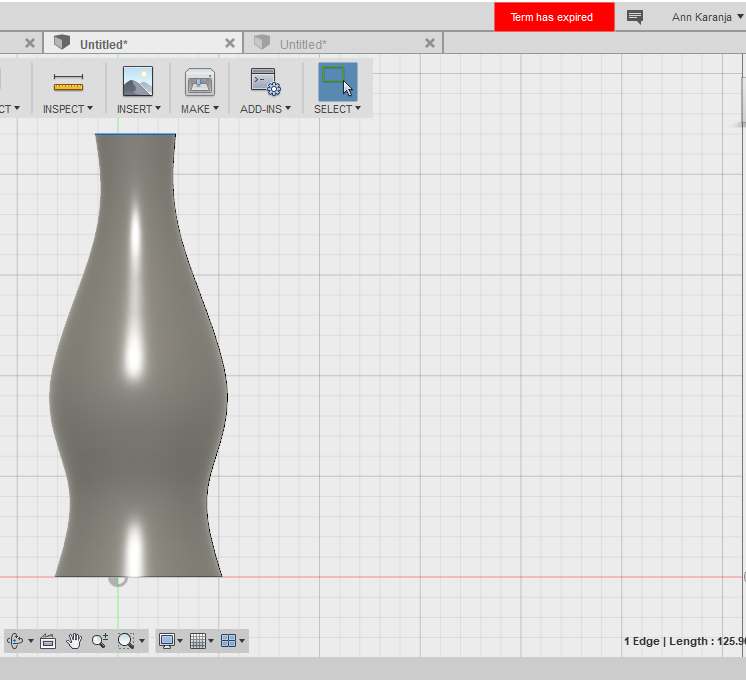 Term has expired
Ann Karanja
Untitled*
Untitled*
CT
INSPECT
INSERT
MAKE
ADD-INS
SELECT
1 Edge | Length : 125.9